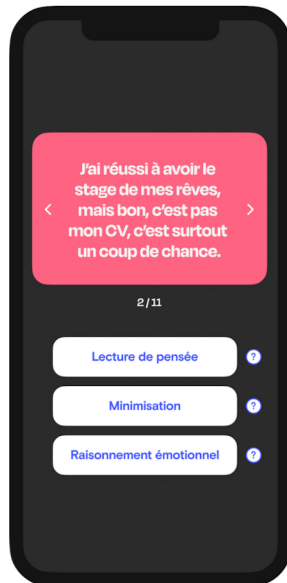 J'ai réussi à avoir le
stage de mes rêves,
mais bon, c'est pas
mon CV, c'est surtout
un coup de chance.
2/11
Lecture de pensée ?
Minimisation ?
Raisonnement émotionnel ?